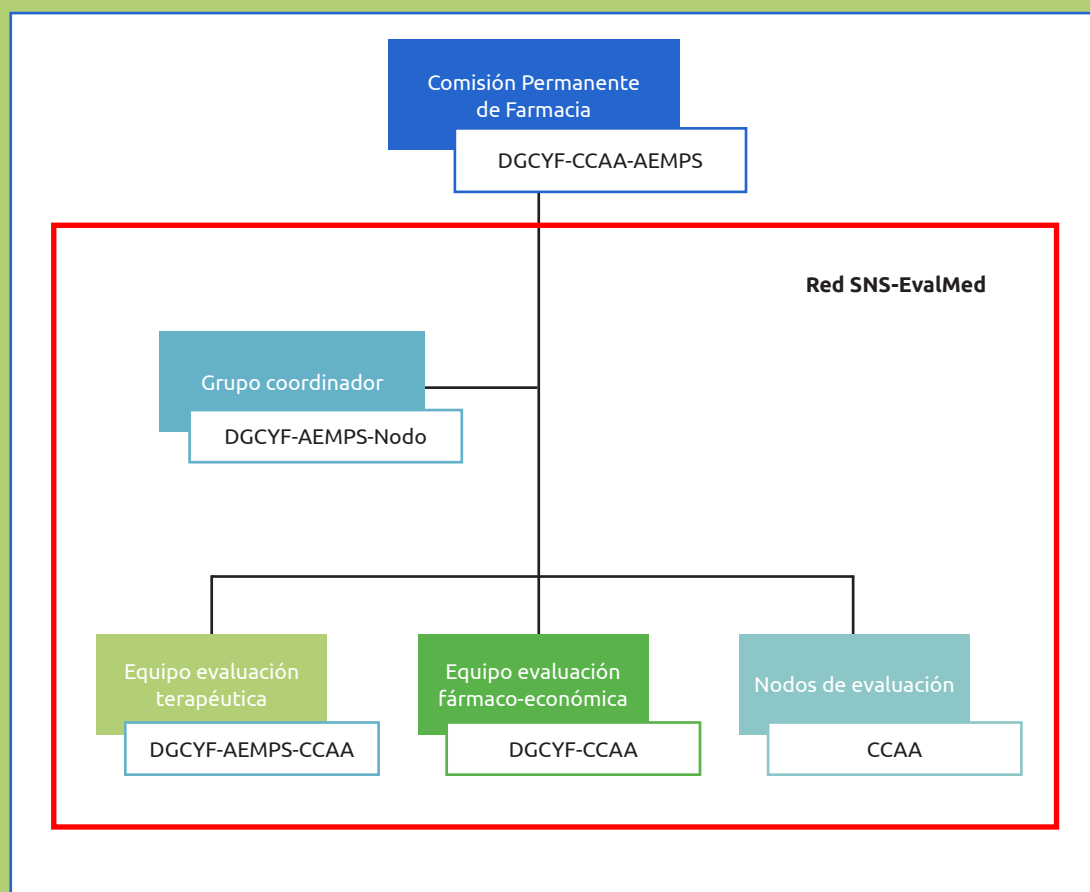 Comisión Permanente
de Farmacia
DGCYF-CCAA-AEMPS
Red SNS-EvalMed
Grupo coordinador
DGCYF-AEMPS-Nodo
Equipo evaluación
terapéutica
DGCYF-AEMPS-CCAA
Equipo evaluación
fármaco-económica
DGCYF-CCAA
Nodos de evaluación
CCAA